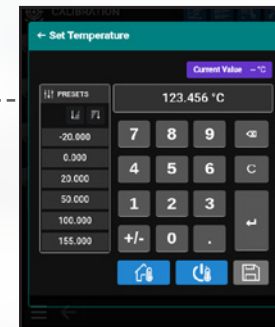 CALIBRATION
← Set Temperature
Current Value --°C
PRESETS
123.456 °C
-20.000
0.000
20.000
50.000
100.000
155.000
7 8 9
4 5 6 C
1 2 3
+/- 0 .